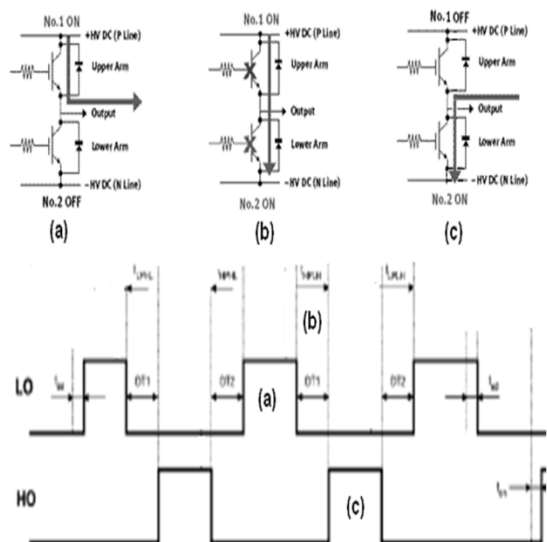 No.1 ON
+HV DC (P Line)
Upper Arm
Output
Lower Arm
-HV DC (N Line)
No.2 OFF
(a)
No.1 ON
+HV DC (P Line)
Upper Arm
Output
Lower Arm
-HV DC (N Line)
No.2 ON
(b)
No.1 OFF
+HV DC (P Line)
Upper Arm
Output
Lower Arm
-HV DC (N Line)
No.2 ON
(c)
(b)
LO
DT1
DT2
(a)
DT1
DT2
HO
(c)